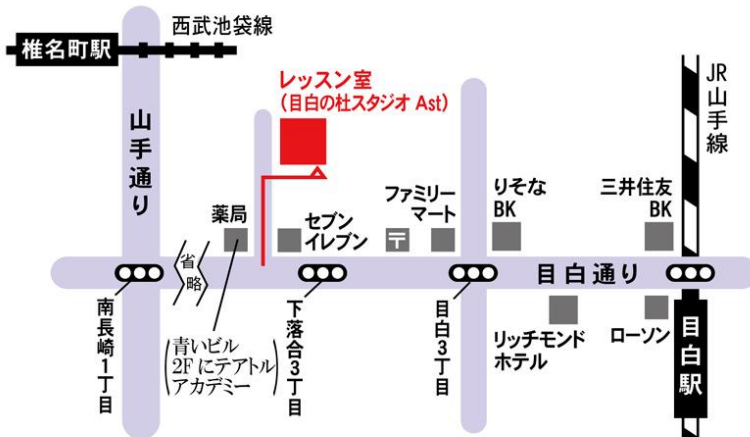 西武池袋線
椎名町駅
レッスン室
(目白の杜スタジオ Ast)
JR山手線
山手通り
薬局
セブン
イレブン
〒
ファミリー
マート
りそな
BK
三井住友
BK
省略
目白通り
南長崎1丁目
(青いビル
2Fにテアトル
アカデミー)
下落合3丁目
目白3丁目
リッチモンド
ホテル
ローソン
目白駅